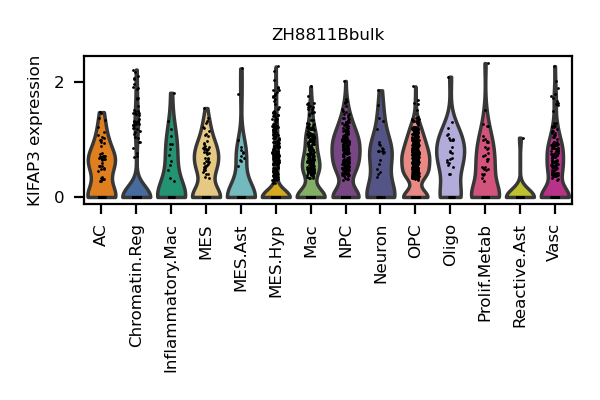 ZH8811Bbulk
KIFAP3 expression
2
0
AC
Chromatin.Reg
Inflammatory.Mac
MES
MES.Ast
MES.Hyp
Mac
NPC
Neuron
OPC
Oligo
Prolif.Metab
Reactive.Ast
Vasc